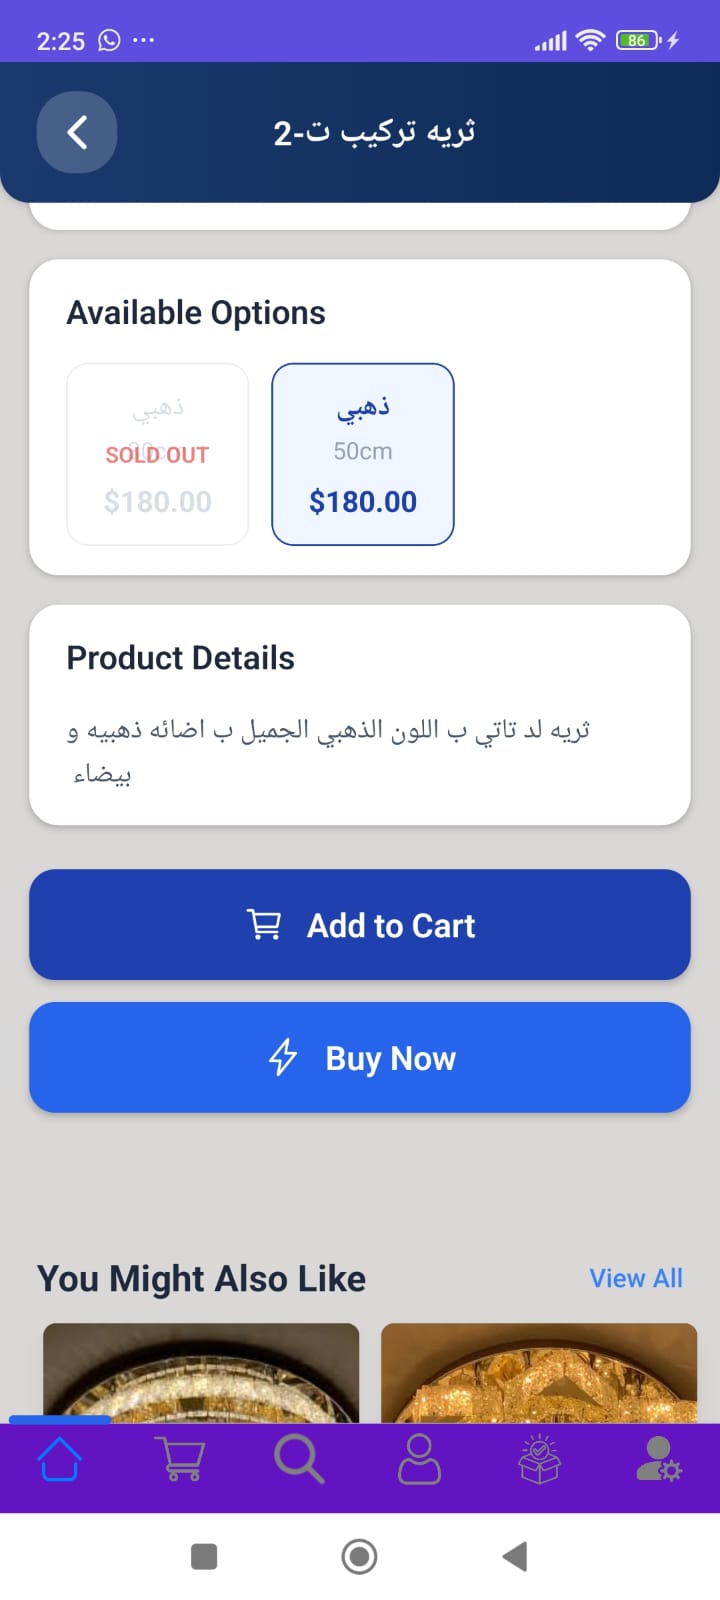 2:25
86
ثريه تركيب ت-2
Available Options
ذهبي
SOLD OUT
$180.00
ذهبي
50cm
$180.00
Product Details
ثريه لد تاتي ب اللون الذهبي الجميل ب اضائه ذهبيه و
بيضاء
Add to Cart
Buy Now
You Might Also Like
View All